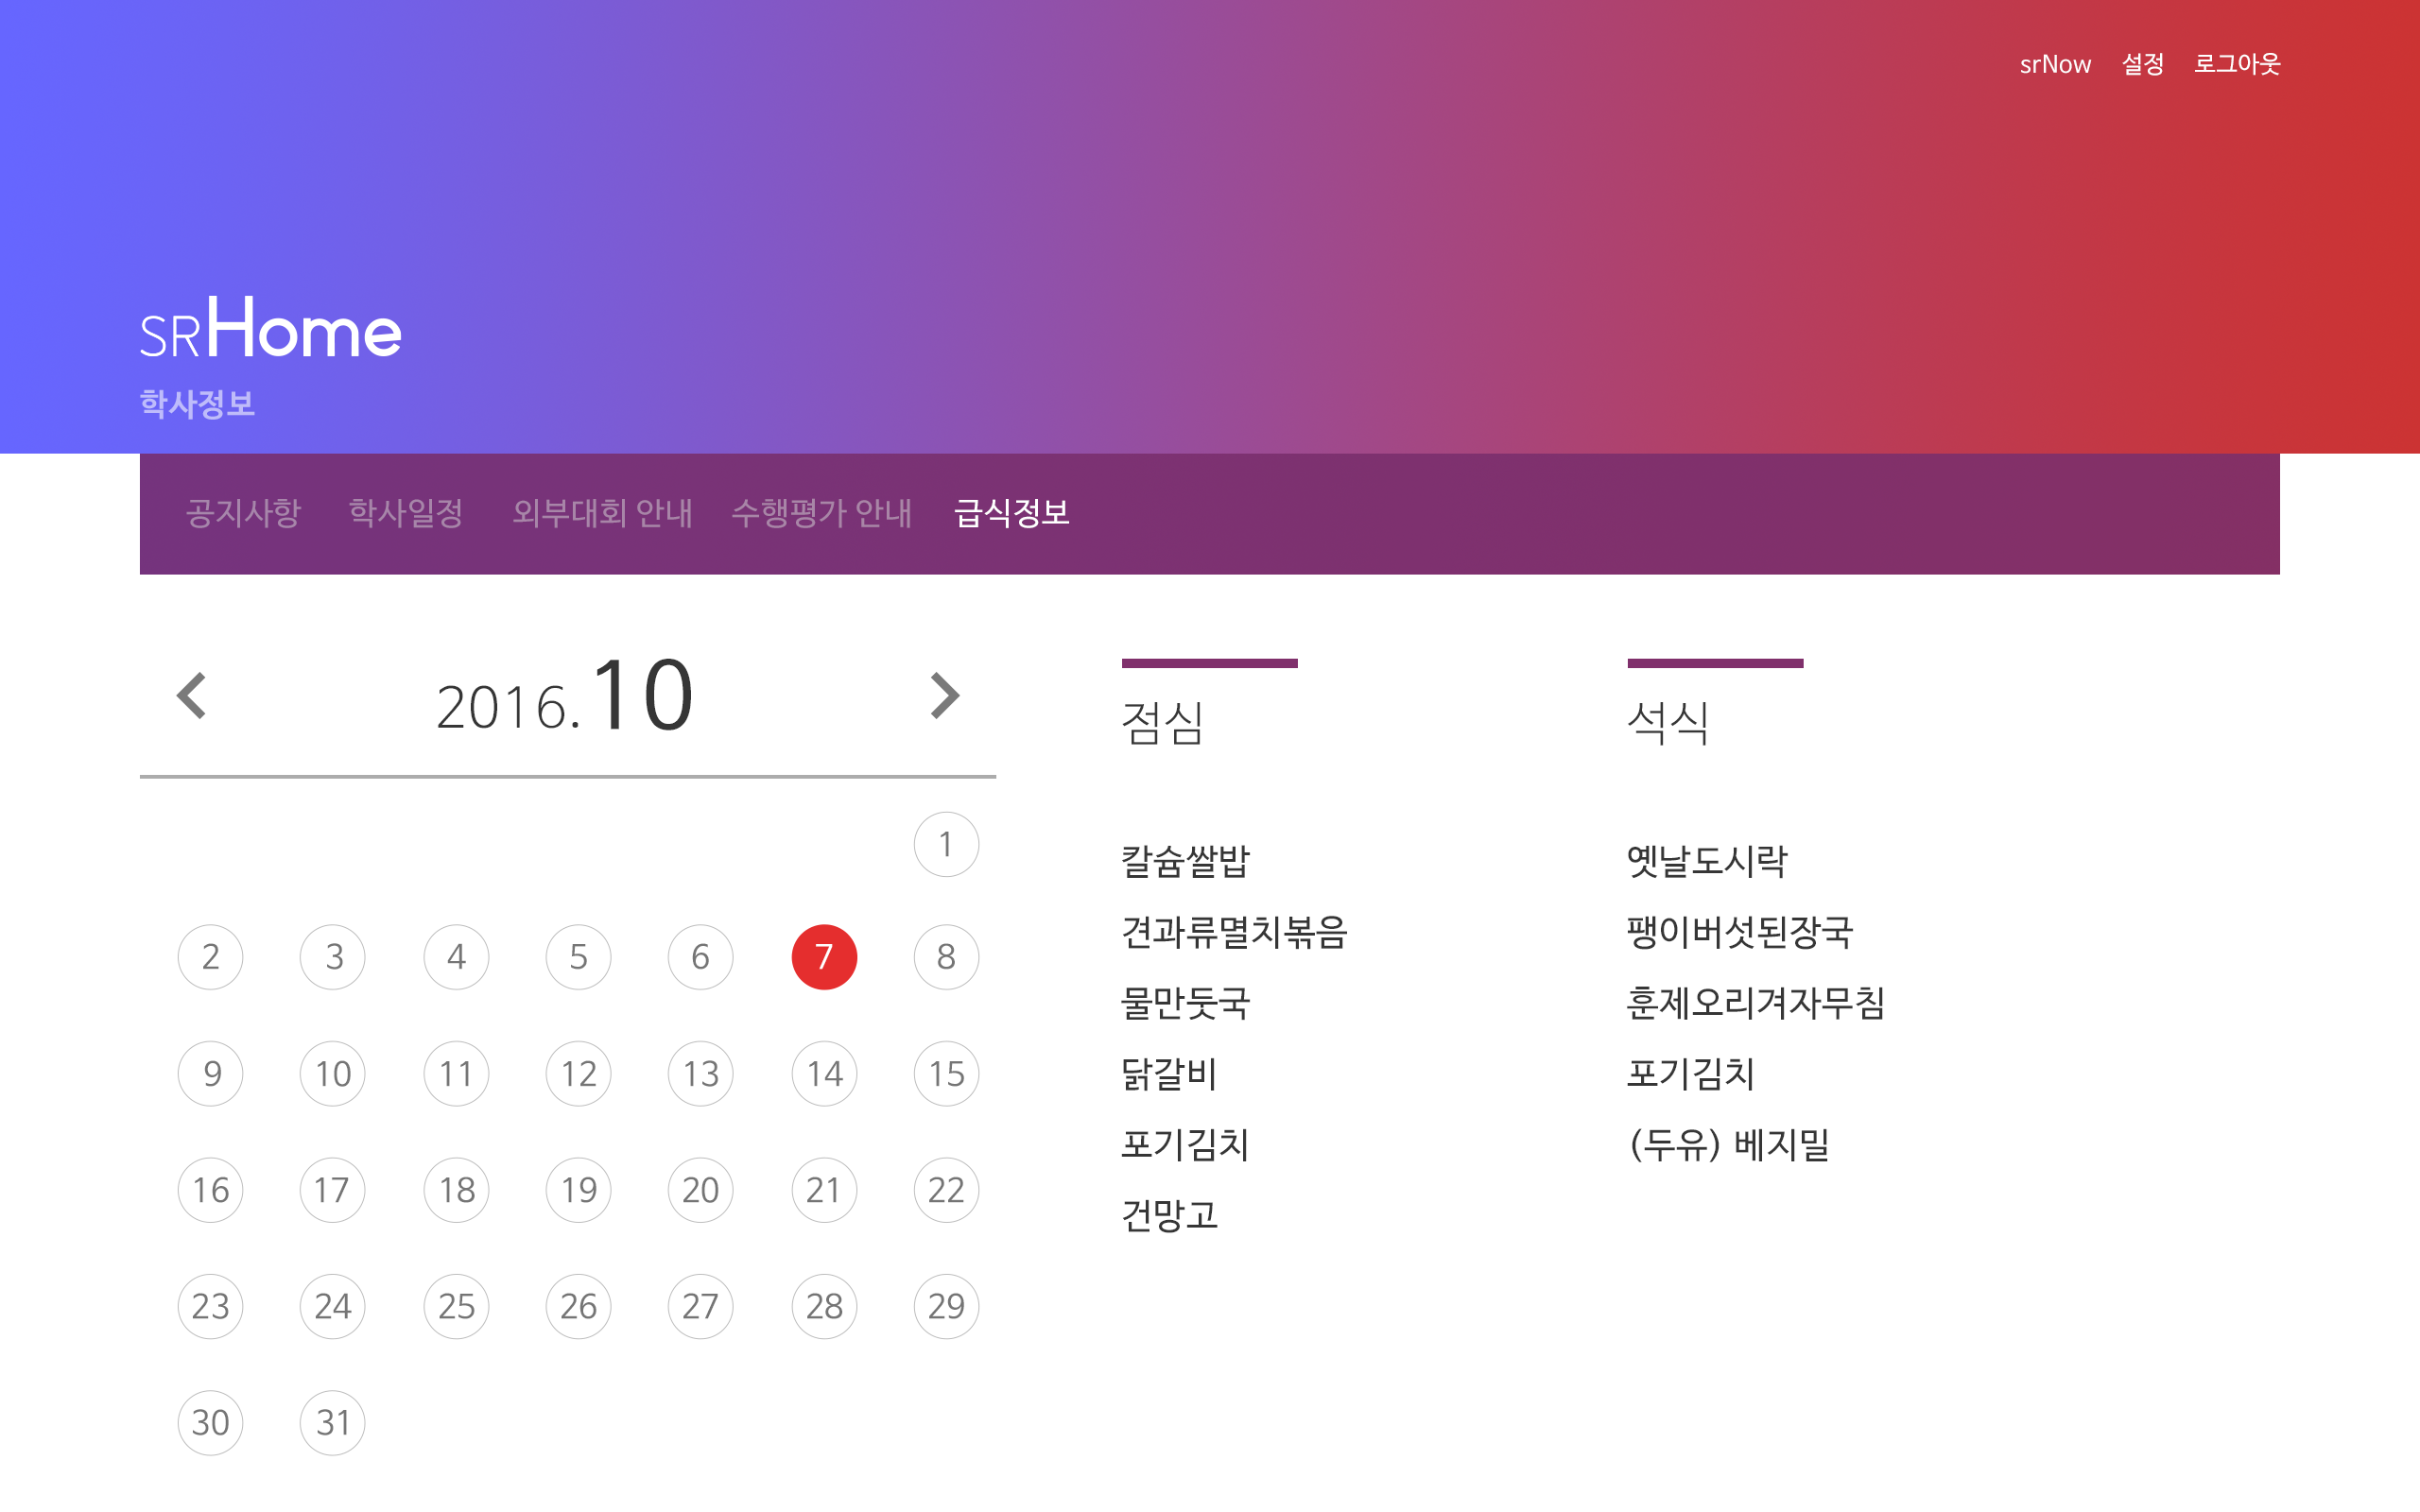 srNow 설정 로그아웃
SRHome
학사정보
공지사항 학사일정 외부대회 안내 수행평가 안내 급식정보
2016.10
1
2 3 4 5 6 7 8
9 10 11 12 13 14 15
16 17 18 19 20 21 22
23 24 25 26 27 28 29
30 31
점심
칼슘쌀밥
견과류멸치볶음
물만둣국
닭갈비
포기김치
건망고
석식
옛날도시락
팽이버섯된장국
훈제오리겨자무침
포기김치
(두유) 베지밀